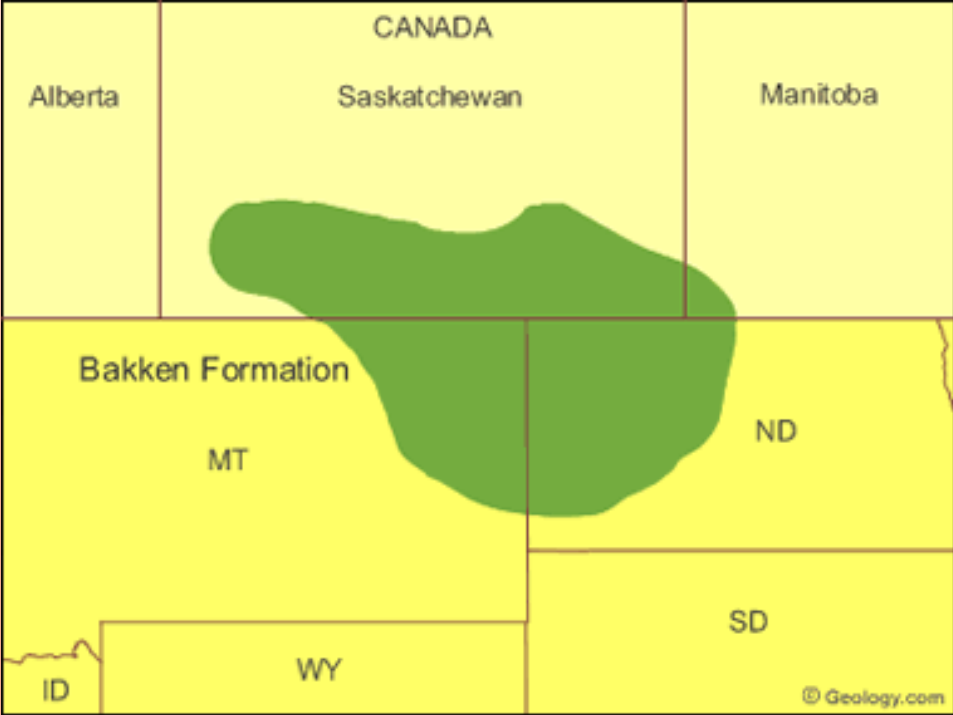 CANADA
Alberta
Saskatchewan
Manitoba
Bakken Formation
MT
ND
SD
WY
ID
© Geology.com